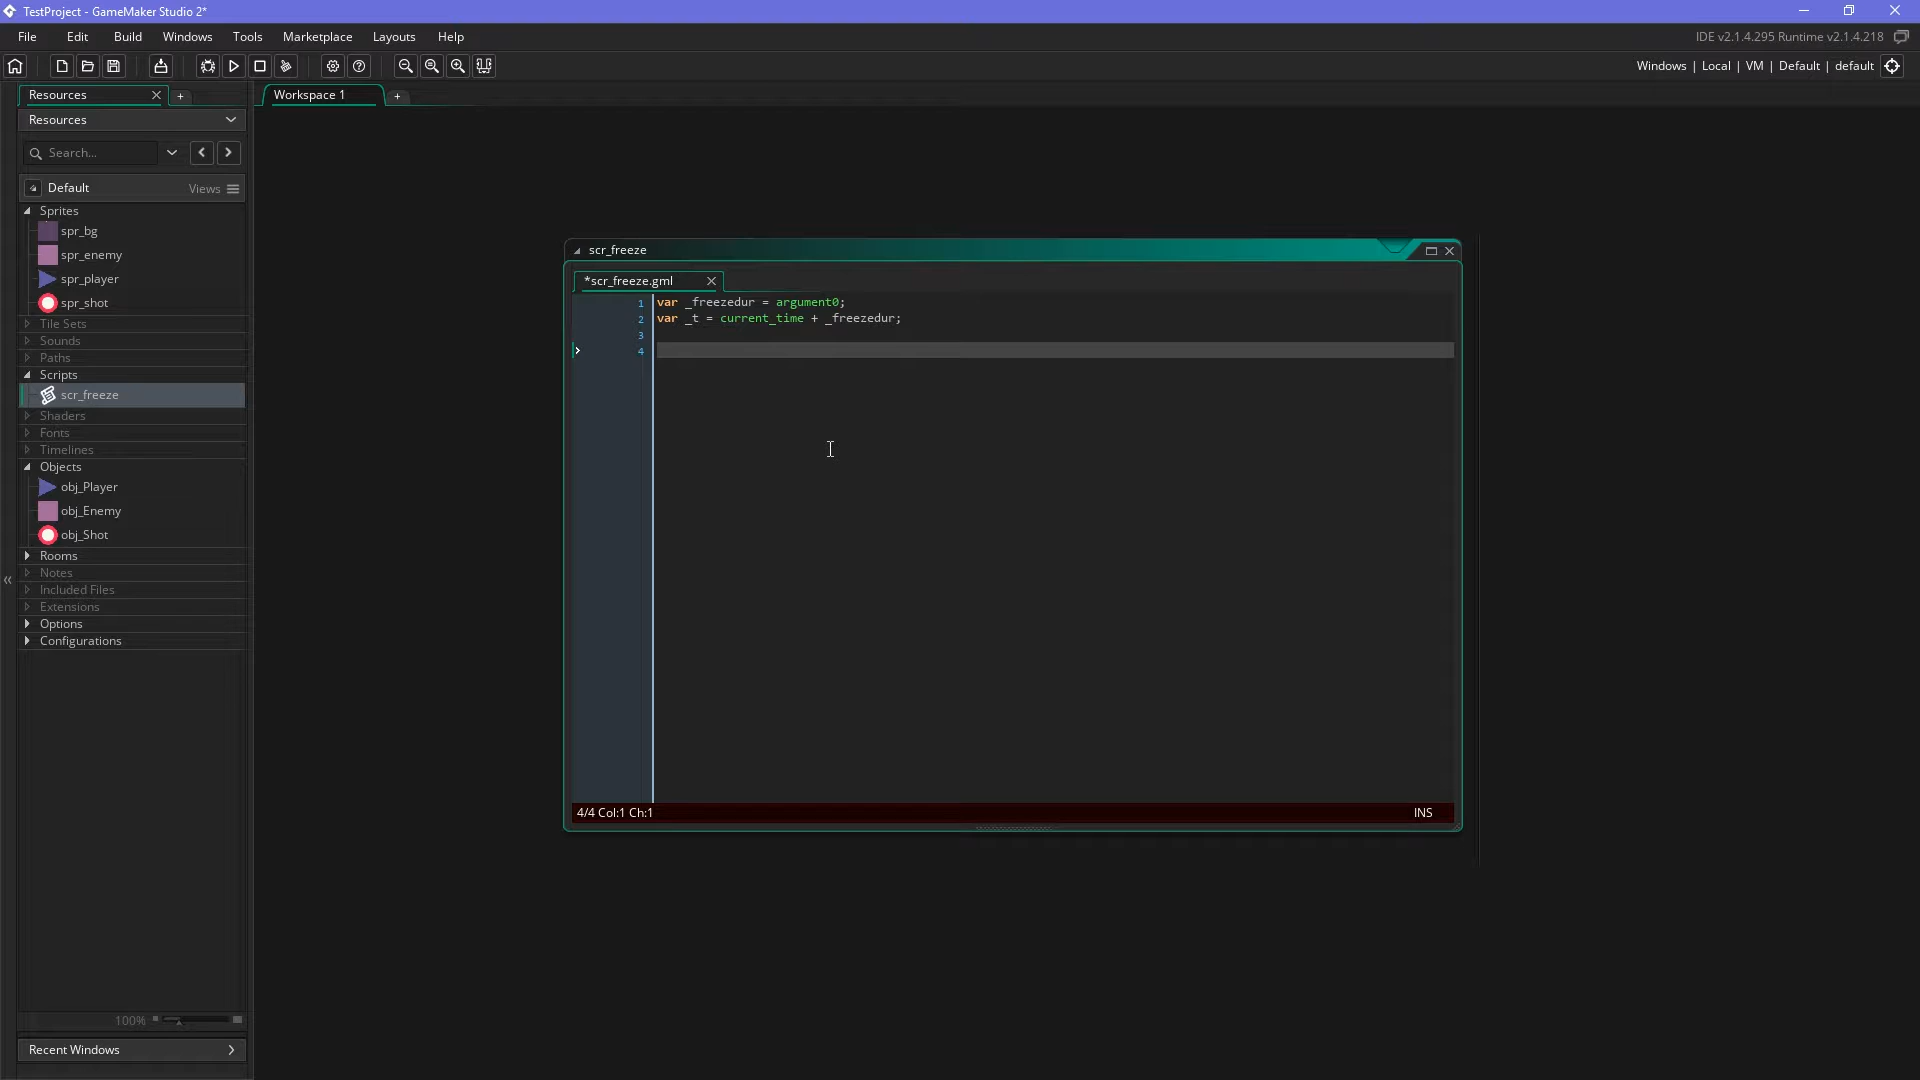 TestProject - GameMaker Studio 2*
File Edit Build Windows Tools Marketplace Layouts Help
IDE v2.1.4.295 Runtime v2.1.4.218
Windows | Local | VM | Default | default
Resources
Workspace 1
Resources
Search...
Default Views
Sprites
spr_bg
spr_enemy
spr_player
spr_shot
Tile Sets
Sounds
Paths
Scripts
scr_freeze
Shaders
Fonts
Timelines
Objects
obj_Player
obj_Enemy
obj_Shot
Rooms
Notes
Included Files
Extensions
Options
Configurations
100%
Recent Windows
scr_freeze
*scr_freeze.gml
1 var _freezedur = argument0;
2 var _t = current_time + _freezedur;
3
4
4/4 Col:1 Ch:1 INS